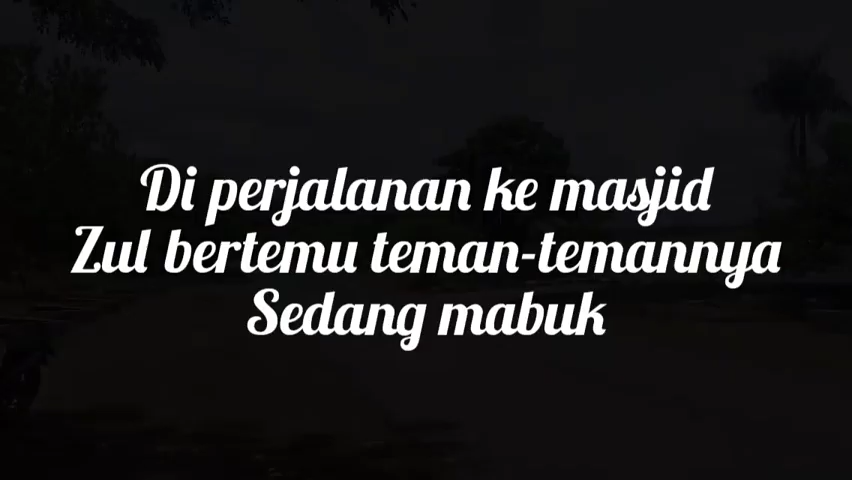 Di perjalanan ke masjid
Zul bertemu teman-temannya
Sedang mabuk